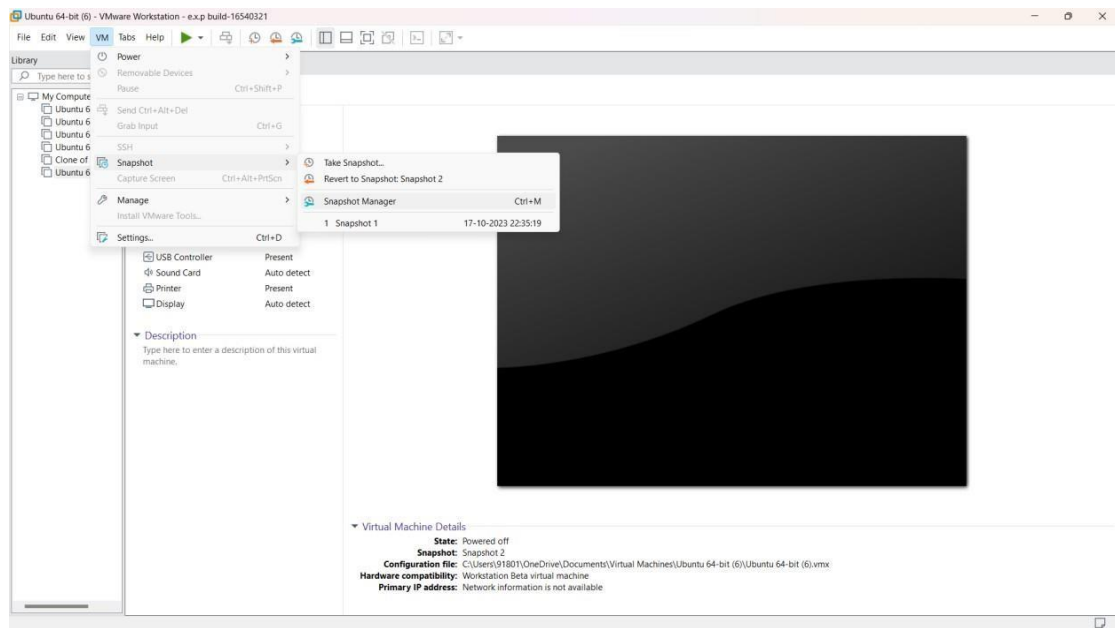 Ubuntu 64-bit (6) - VMware Workstation - e.x.p build-16540321
File Edit View VM Tabs Help
Library
Type here to s
My Compute
Ubuntu 6
Ubuntu 6
Ubuntu 6
Ubuntu 6
Clone of
Ubuntu 6
Power
Removable Devices
Pause Ctrl+Shift+P
Send Ctrl+Alt+Del
Grab Input Ctrl+G
SSH
Snapshot
Capture Screen Ctrl+Alt+PrtScn
Manage
Install VMware Tools...
Settings... Ctrl+D
Take Snapshot...
Revert to Snapshot: Snapshot 2
Snapshot Manager Ctrl+M
1 Snapshot 1 17-10-2023 22:35:19
USB Controller Present
Sound Card Auto detect
Printer Present
Display Auto detect
Description
Type here to enter a description of this virtual
machine.
Virtual Machine Details
State: Powered off
Snapshot: Snapshot 2
Configuration file: C:\Users\91801\OneDrive\Documents\Virtual Machines\Ubuntu 64-bit (6)\Ubuntu 64-bit (6).vmx
Hardware compatibility: Workstation Beta virtual machine
Primary IP address: Network information is not available